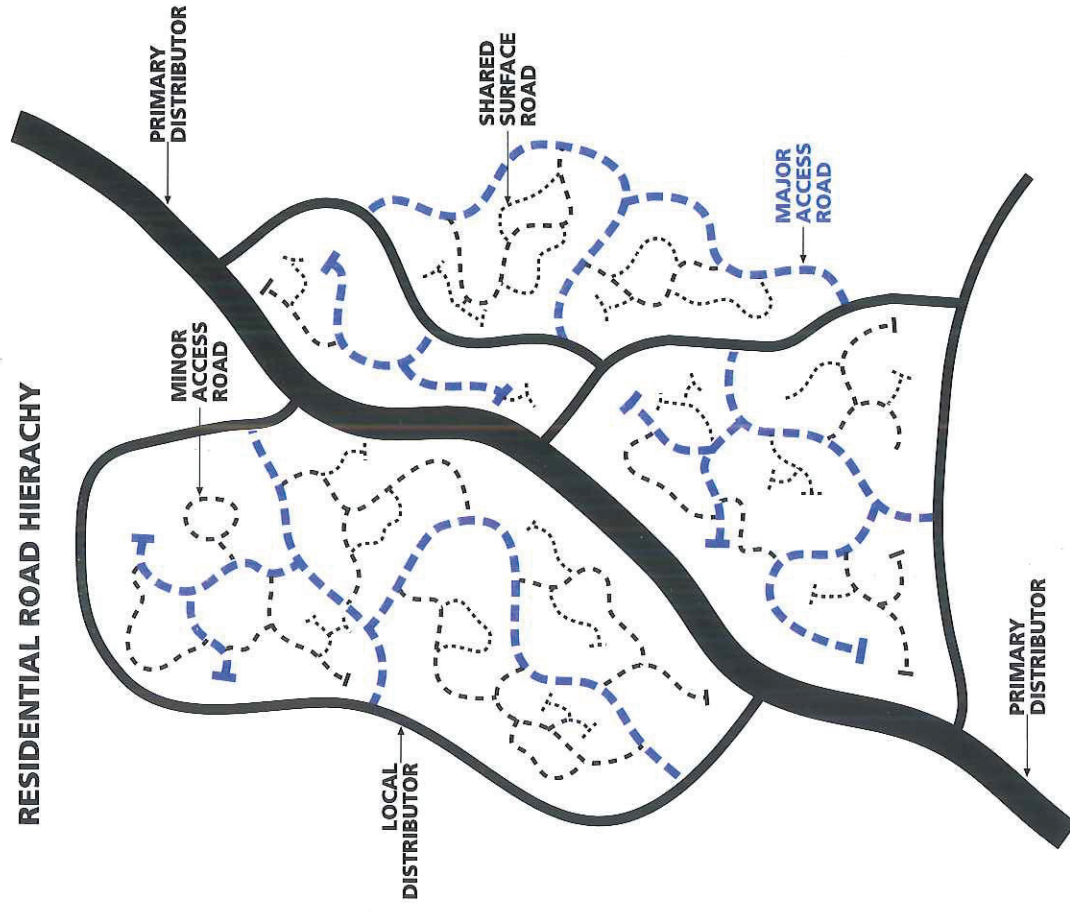 RESIDENTIAL ROAD HIERACHY
LOCAL
DISTRIBUTOR
MINOR
ACCESS
ROAD
PRIMARY
DISTRIBUTOR
SHARED
SURFACE
ROAD
MAJOR
ACCESS
ROAD
PRIMARY
DISTRIBUTOR